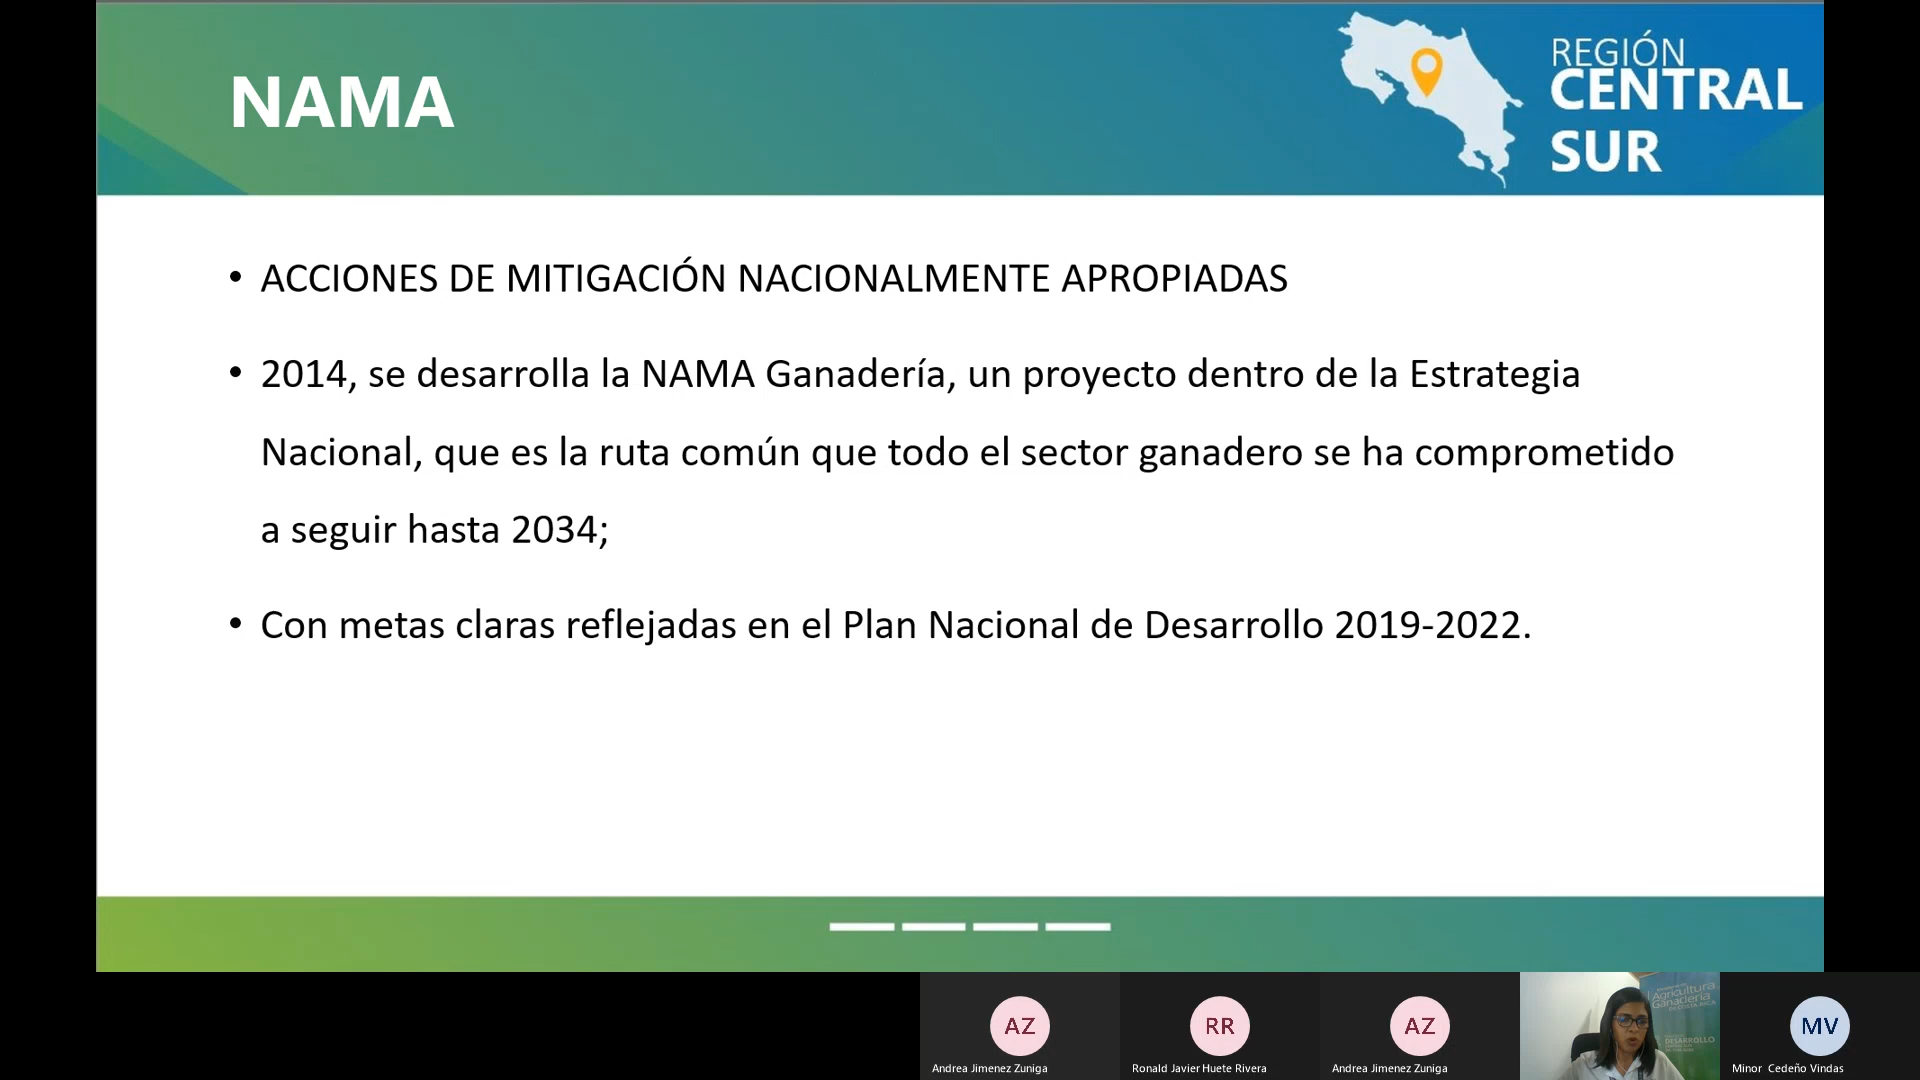 NAMA
REGIÓN
CENTRAL
SUR
• ACCIONES DE MITIGACIÓN NACIONALMENTE APROPIADAS
• 2014, se desarrolla la NAMA Ganadería, un proyecto dentro de la Estrategia
Nacional, que es la ruta común que todo el sector ganadero se ha comprometido
a seguir hasta 2034;
• Con metas claras reflejadas en el Plan Nacional de Desarrollo 2019-2022.
AZ
Andrea Jimenez Zuniga
RR
Ronald Javier Huete Rivera
AZ
Andrea Jimenez Zuniga
Agricultura
Ganadería
DESARROLLO
MV
Minor Cedeño Vindas